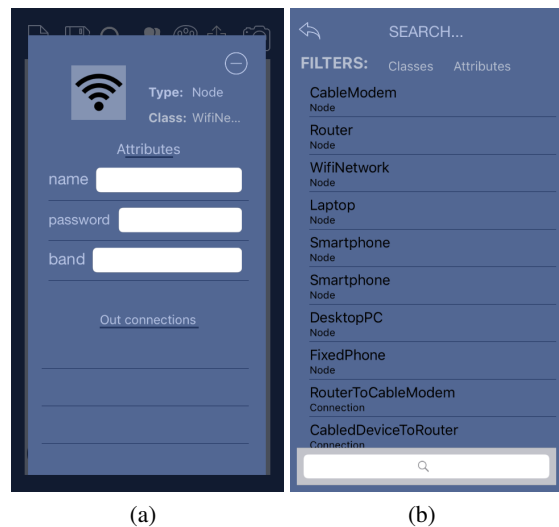 Type: Node
Class: WifiNe...
Attributes
name
password
band
Out connections
(a)
SEARCH...
FILTERS: Classes Attributes
CableModem
Node
Router
Node
WifiNetwork
Node
Laptop
Node
Smartphone
Node
Smartphone
Node
DesktopPC
Node
FixedPhone
Node
RouterToCableModem
Connection
CabledDeviceToRouter
Connection
(b)